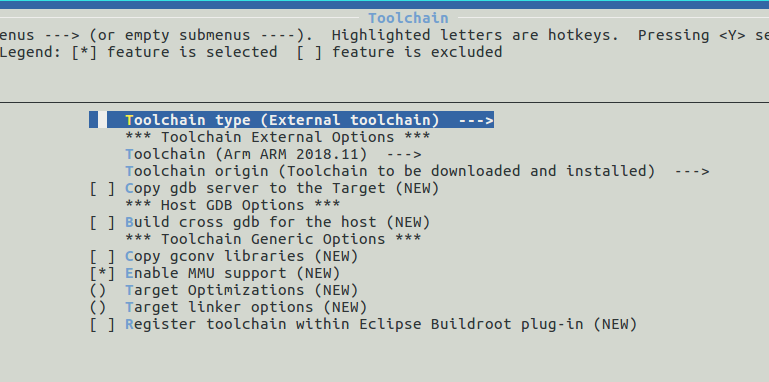 Toolchain
enus ---> (or empty submenus ----).  Highlighted letters are hotkeys.  Pressing <Y> se
Legend: [*] feature is selected  [ ] feature is excluded
Toolchain type (External toolchain)  --->
*** Toolchain External Options ***
Toolchain (Arm ARM 2018.11)  --->
Toolchain origin (Toolchain to be downloaded and installed)  --->
[ ] Copy gdb server to the Target (NEW)
*** Host GDB Options ***
[ ] Build cross gdb for the host (NEW)
*** Toolchain Generic Options ***
[ ] Copy gconv libraries (NEW)
[*] Enable MMU support (NEW)
()  Target Optimizations (NEW)
()  Target linker options (NEW)
[ ] Register toolchain within Eclipse Buildroot plug-in (NEW)